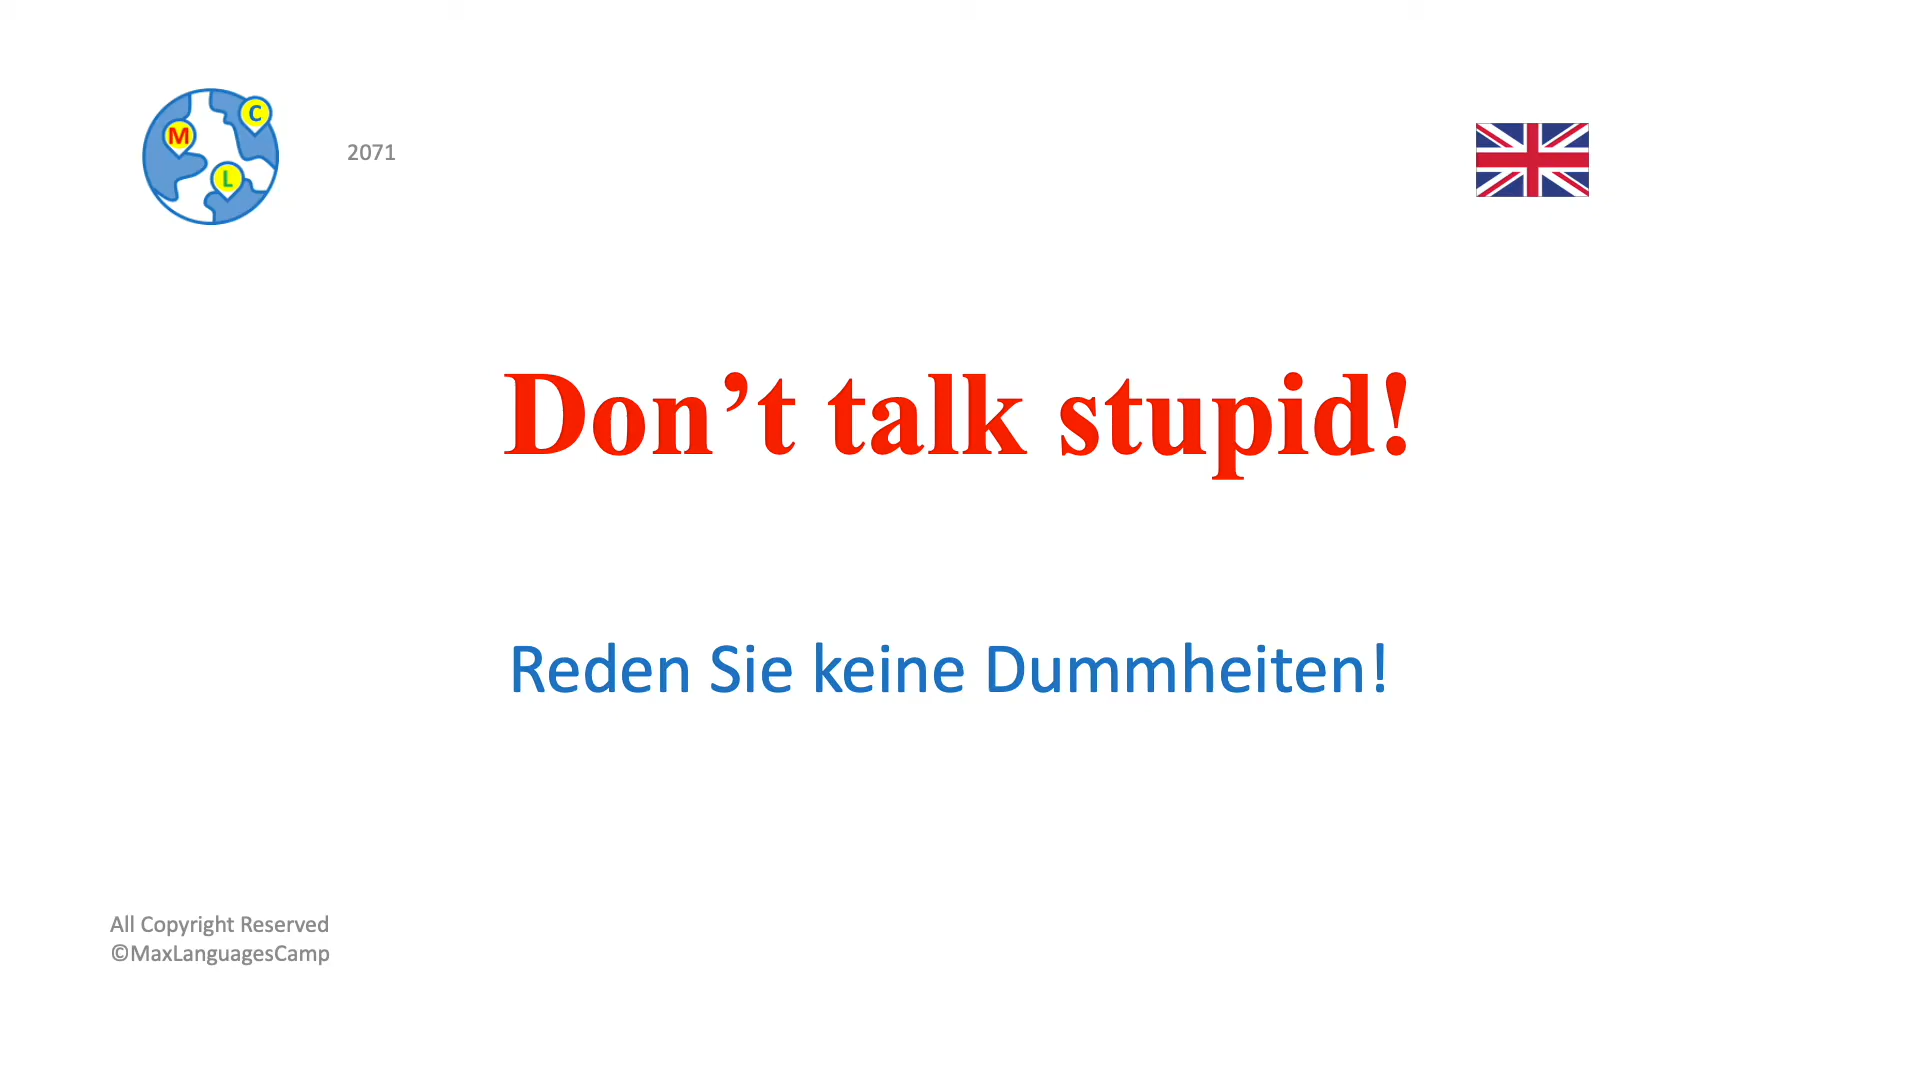 C
M
L
2071
Don’t talk stupid!
Reden Sie keine Dummheiten!
All Copyright Reserved
©MaxLanguagesCamp